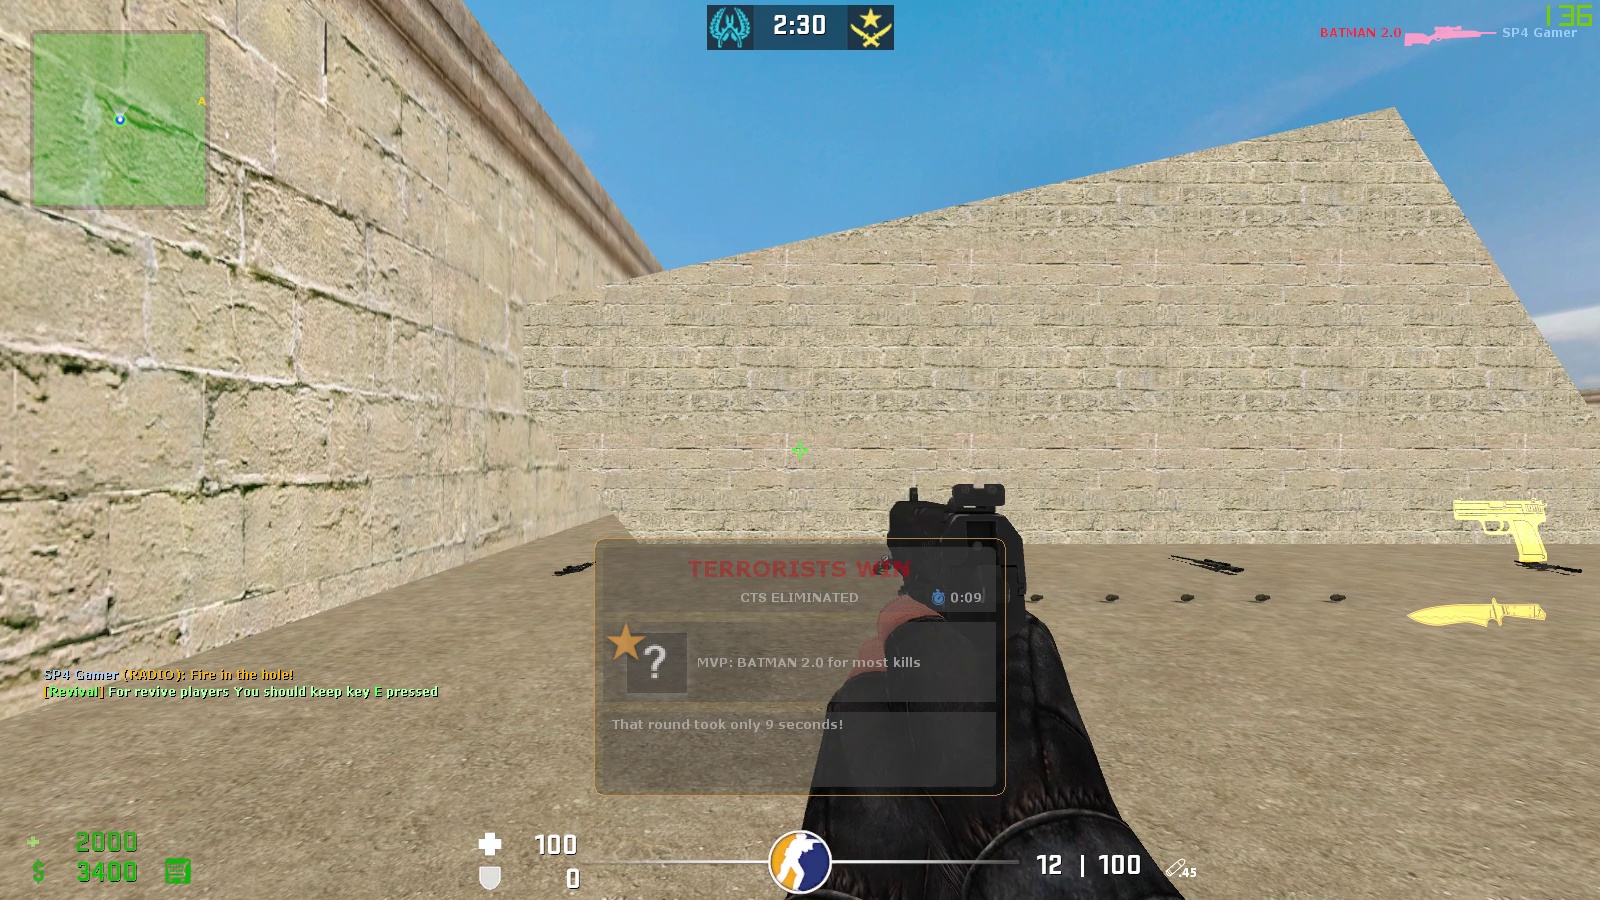 2:30
136
BATMAN 2.0 SP4 Gamer
A
TERRORISTS WIN
CTS ELIMINATED 0:09
?
MVP: BATMAN 2.0 for most kills
That round took only 9 seconds!
SP4 Gamer (RADIO): Fire in the hole!
[Revival] For revive players You should keep key E pressed
+ 2000
$ 3400
100
0
12 | 100
.45